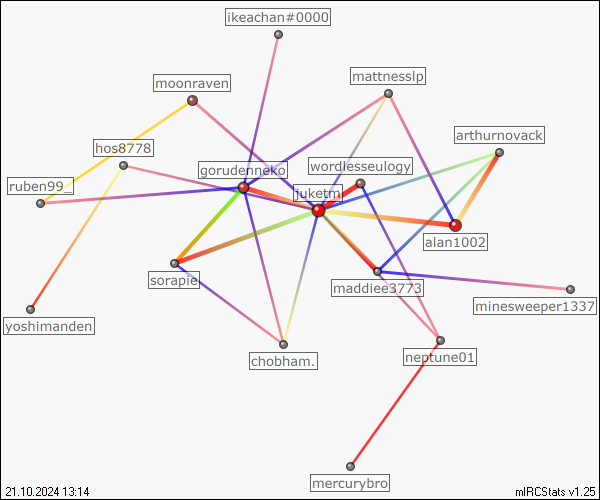 ikeachan#0000
mattnesslp
moonraven
arthurnovack
hos8778
wordlesseulogy
gorudenneko
ruben99_
juketm
alan1002
sorapie
maddiee3773
minesweeper1337
yoshimanden
neptune01
chobham.
mercurybro
21.10.2024 13:14
mIRCStats v1.25